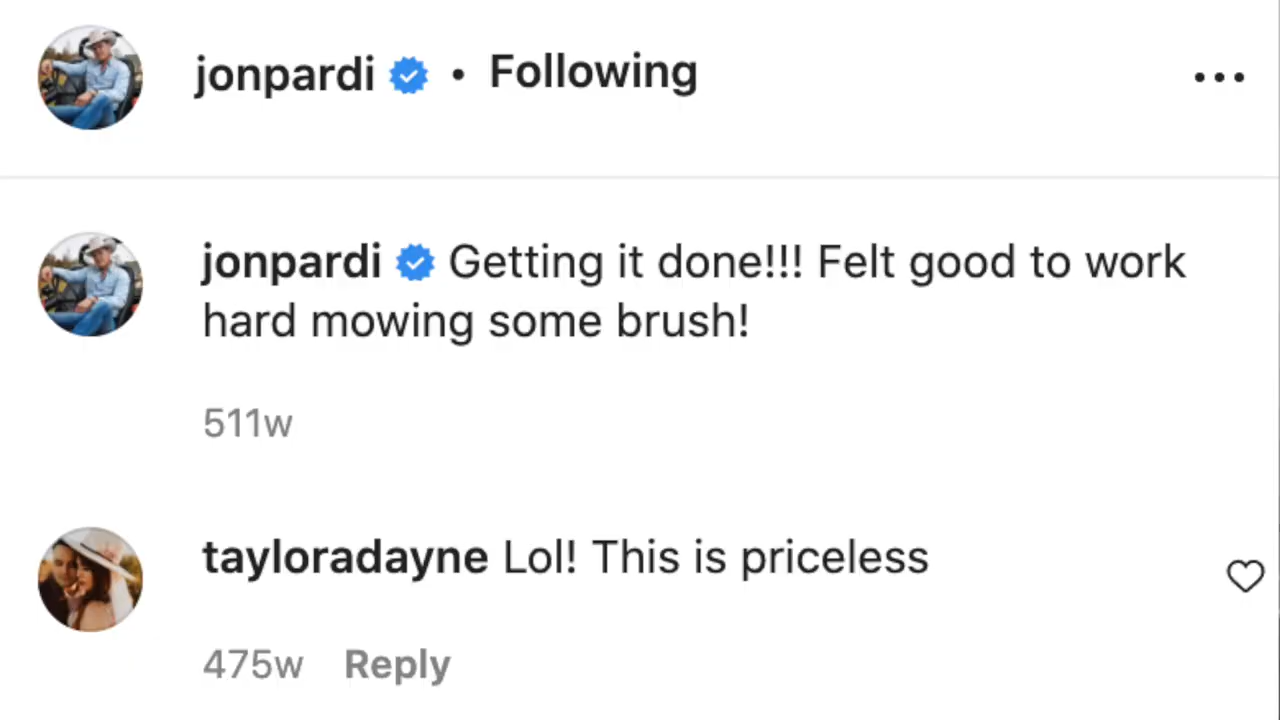 jonpardi • Following
jonpardi Getting it done!!! Felt good to work
hard mowing some brush!
511w
tayloradayne Lol! This is priceless
475w Reply